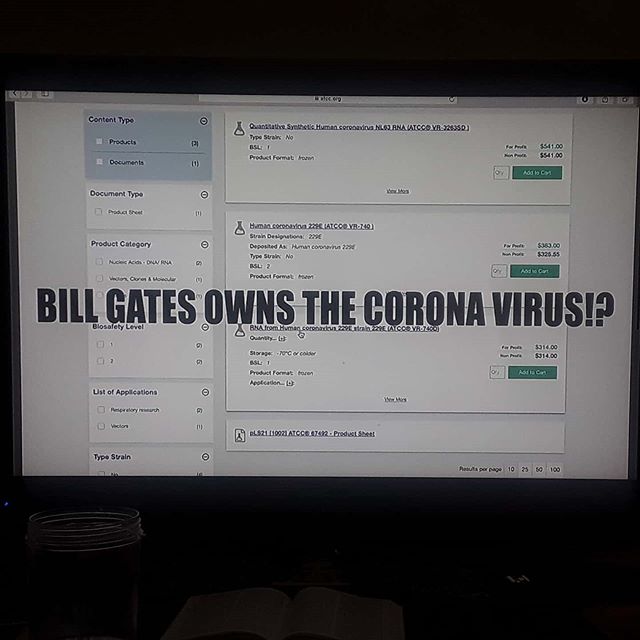 atcc.org
Content Type
Products (3)
Documents (1)
Document Type
Product Sheet (1)
Product Category
Nucleic Acids - DNA/ RNA (2)
Vectors, Clones & Molecular (1)
Biosafety Level
1 (2)
2 (2)
List of Applications
Respiratory research (2)
Vectors (1)
Type Strain
No
Quantitative Synthetic Human coronavirus NL63 RNA (ATCC® VR-3263SD )
Type Strain: No
BSL: 1
Product Format: frozen
For Profit: $541.00
Non Profit: $541.00
Qty
Add to Cart
View More
Human coronavirus 229E (ATCC® VR-740 )
Strain Designations: 229E
Deposited As: Human coronavirus 229E
Type Strain: No
BSL: 2
Product Format: frozen
For Profit: $383.00
Non Profit: $325.55
Qty
Add to Cart
BILL GATES OWNS THE CORONA VIRUS!?
RNA from Human coronavirus 229E strain 229E (ATCC® VR-740D)
Quantity... [+]
Storage: -70°C or colder
BSL: 1
Product Format: frozen
Application... [+]
For Profit: $314.00
Non Profit: $314.00
Qty
Add to Cart
View More
pLS21 [1002] ATCC® 67492 - Product Sheet
Results per page 10 25 50 100